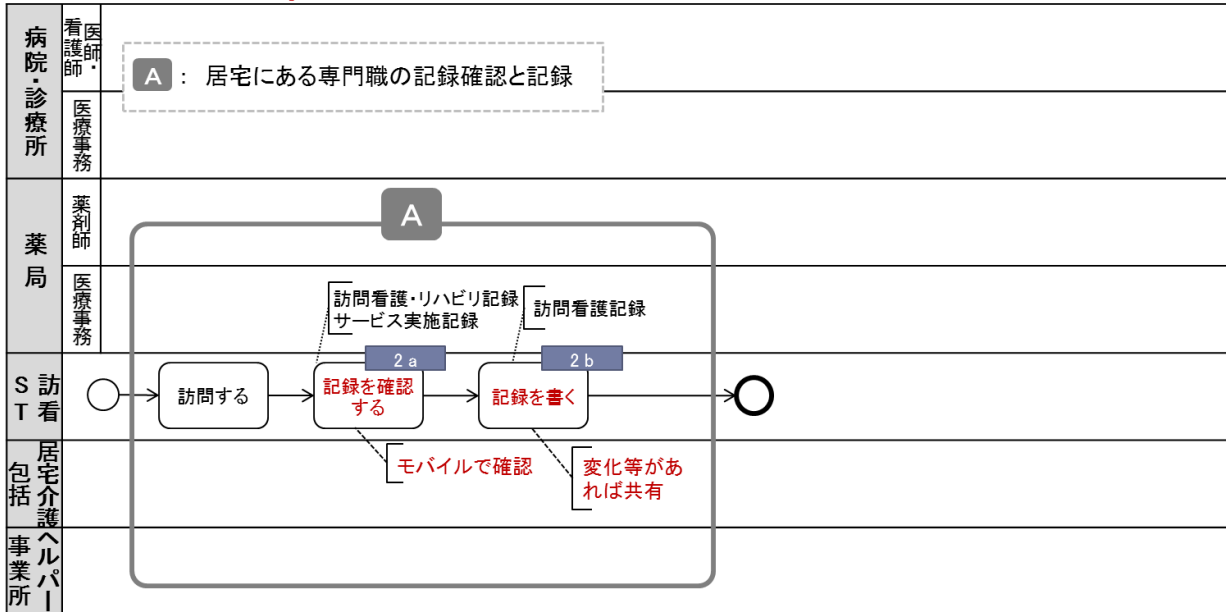 病院・診療所
医師・
看護師
医療事務
A : 居宅にある専門職の記録確認と記録
薬局
薬剤師
医療事務
A
訪問看護・リハビリ記録
サービス実施記録
訪問看護記録
訪看
ST
訪問する
2a
記録を確認
する
2b
記録を書く
居宅介護
包括
モバイルで確認
変化等があ
れば共有
ヘルパー
事業所